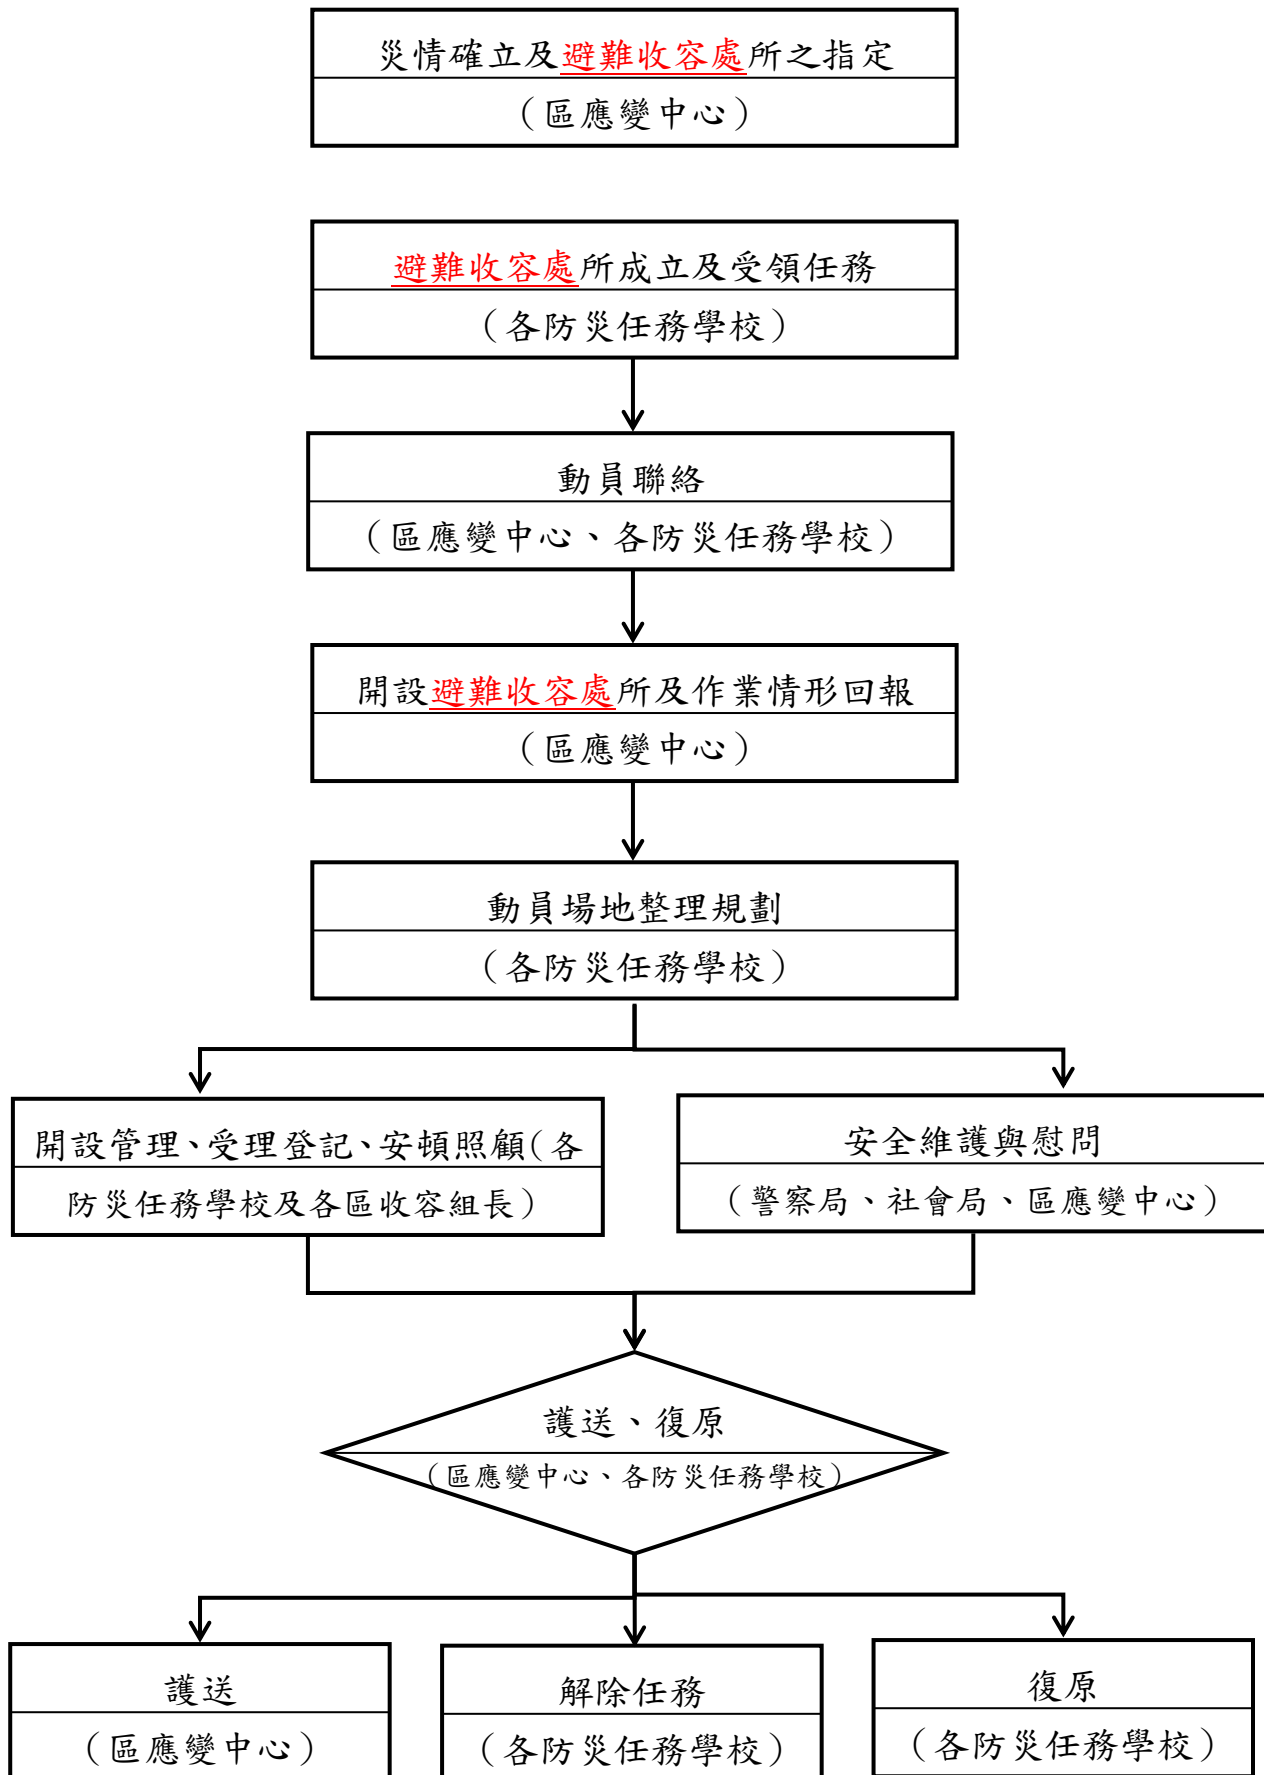 災情確立及避難收容處所之指定
（區應變中心）
避難收容處所成立及受領任務
（各防災任務學校）
動員聯絡
（區應變中心、各防災任務學校）
開設避難收容處所及作業情形回報
（區應變中心）
動員場地整理規劃
（各防災任務學校）
開設管理、受理登記、安頓照顧（各
防災任務學校及各區收容組長）
安全維護與慰問
（警察局、社會局、區應變中心）
護送、復原
（區應變中心、各防災任務學校）
護送
（區應變中心）
解除任務
（各防災任務學校）
復原
（各防災任務學校）